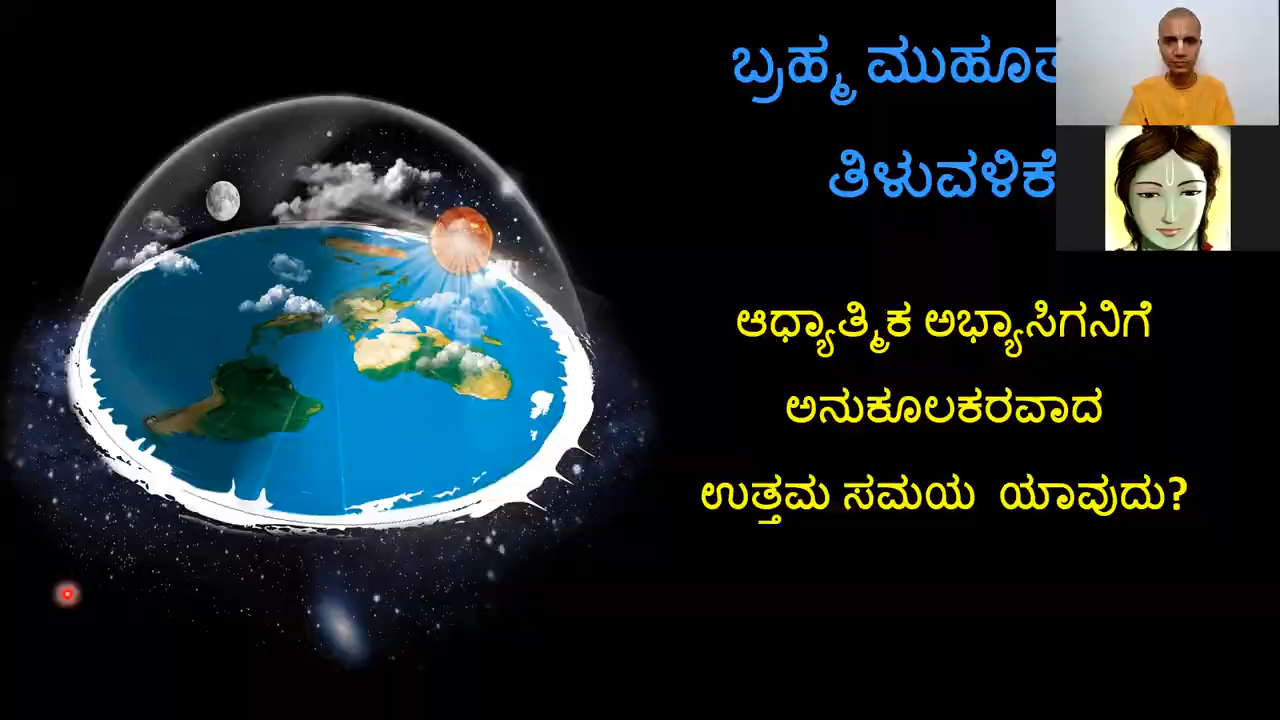 ಬ್ರಹ್ಮ
ತಿಳುವಳಿಕೆ
ಆಧ್ಯಾತ್ಮಿಕ ಅಭ್ಯಾಸಿಗನಿಗೆ
ಅನುಕೂಲಕರವಾದ
ಉತ್ತಮ ಸಮಯ ಯಾವುದು?